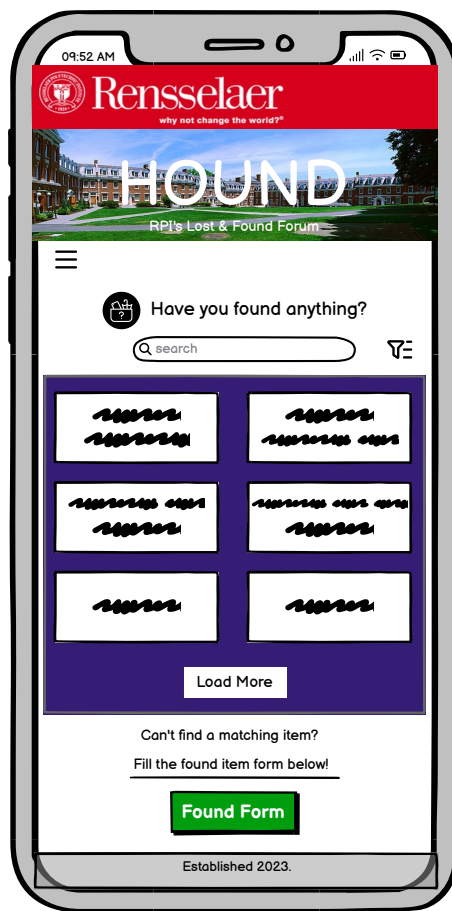 09:52 AM
Rensselaer
why not change the world?®
HOUND
RPI's Lost & Found Forum
Have you found anything?
search
Load More
Can't find a matching item?
Fill the found item form below!
Found Form
Established 2023.